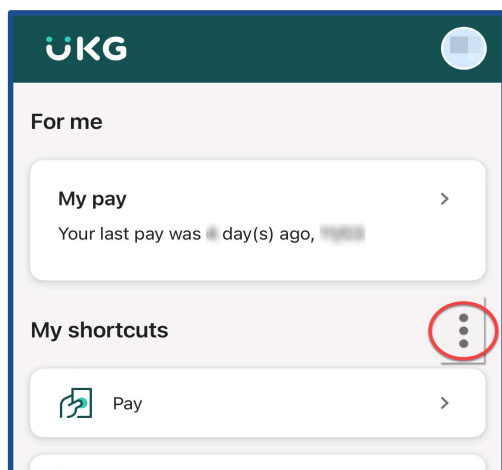 UKG
For me
My pay
Your last pay was day(s) ago,
My shortcuts
Pay